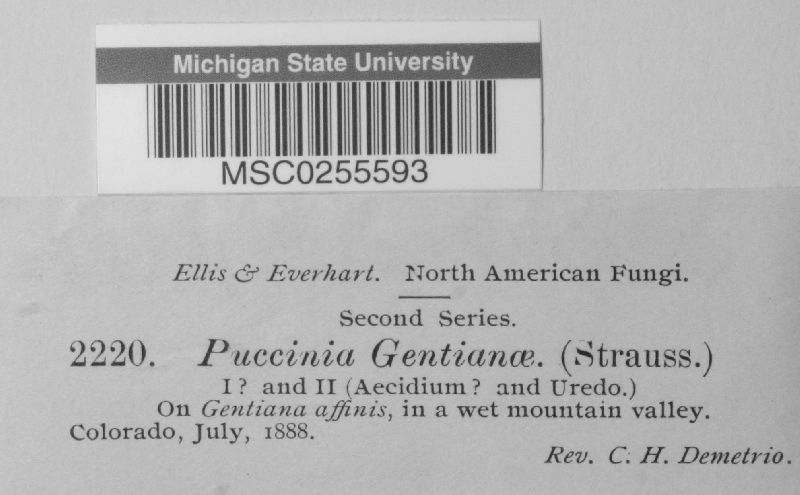 Michigan State University
MSC0255593
Ellis & Everhart. North American Fungi.
Second Series.
2220. Puccinia Gentianæ. (Strauss.)
I ? and II (Aecidium ? and Uredo.)
On Gentiana affinis, in a wet mountain valley.
Colorado, July, 1888.
Rev. C. H. Demetrio.